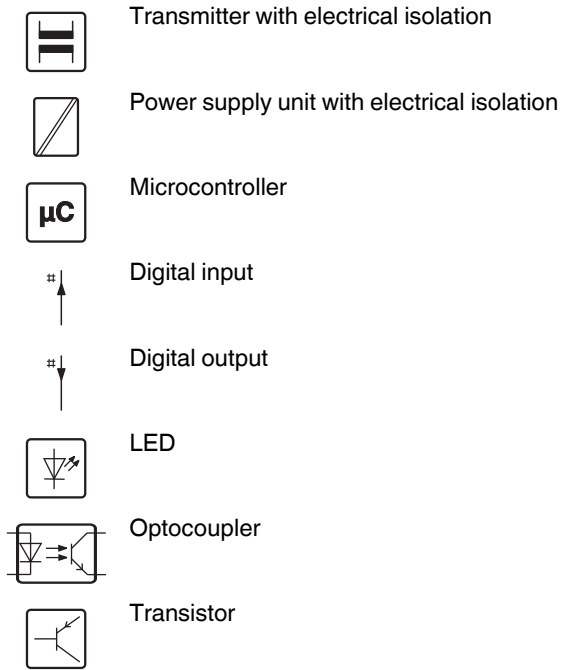 Transmitter with electrical isolation
Power supply unit with electrical isolation
µC Microcontroller
# Digital input
# Digital output
LED
Optocoupler
Transistor